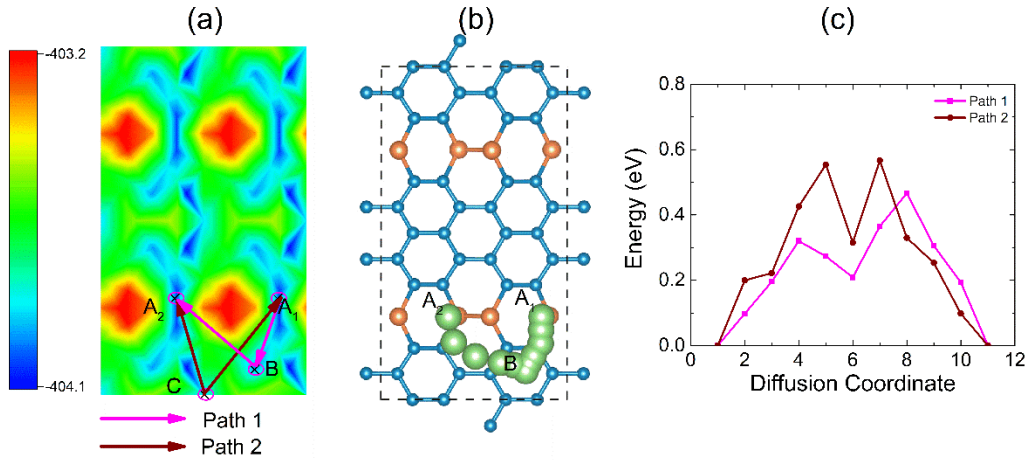 (a)
(b)
(c)
-403.2
-404.1
A2
A1
B
C
Path 1
Path 2
A2
A1
B
0.8
0.6
0.4
0.2
0.0
Energy (eV)
0
2
4
6
8
10
12
Diffusion Coordinate
Path 1
Path 2